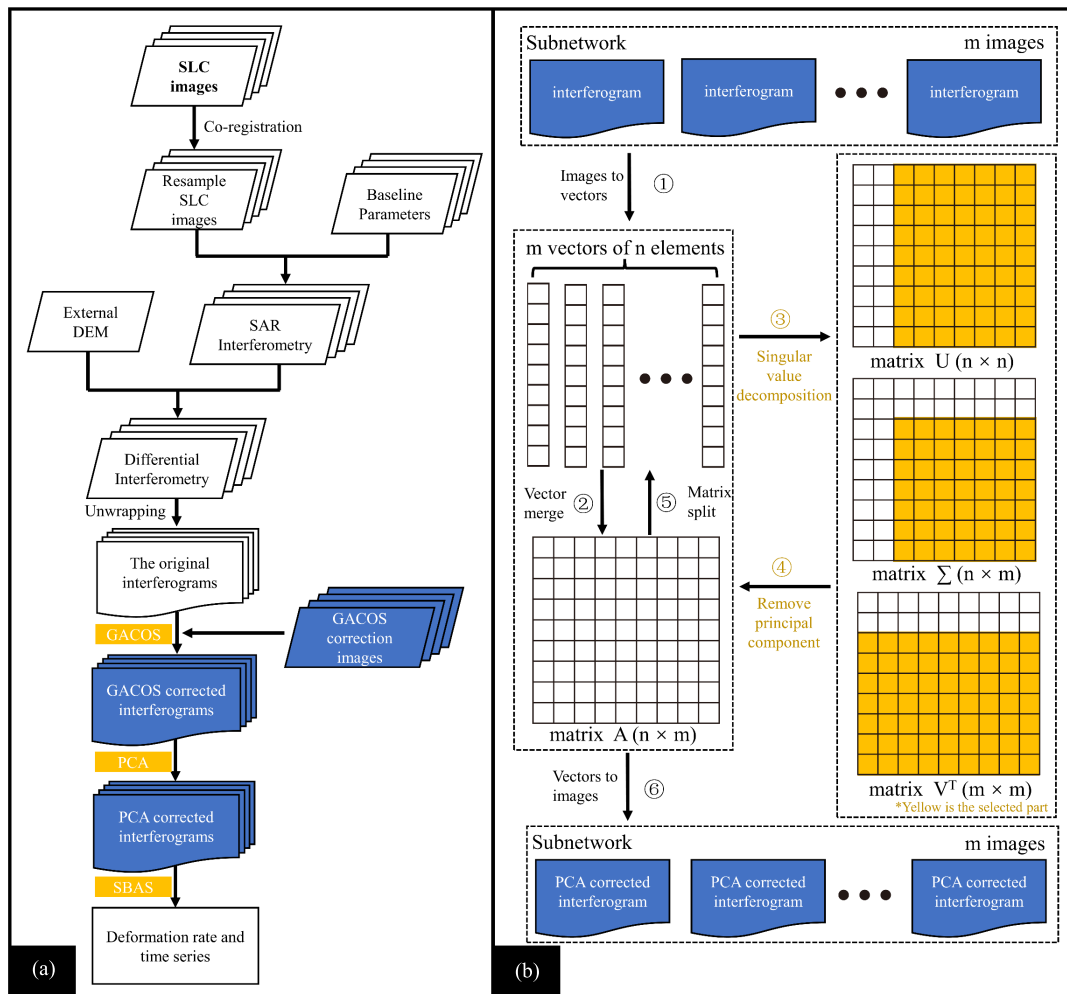 SLC
images
Co-registration
Resample
SLC
images
Baseline
Parameters
External
DEM
SAR
Interferometry
Differential
Interferometry
Unwrapping
The original
interferograms
GACOS
GACOS
correction
images
GACOS corrected
interferograms
PCA
PCA corrected
interferograms
SBAS
Deformation rate and
time series
(a)
Subnetwork
m images
interferogram
interferogram
interferogram
Images to
vectors
①
m vectors of n elements
③
Singular
value
decomposition
Vector
merge
②
⑤
Matrix
split
matrix A (n × m)
matrix U (n × n)
matrix ∑ (n × m)
④
Remove
principal
component
matrix Vᵀ (m × m)
*Yellow is the selected part
Vectors to
images
⑥
Subnetwork
m images
PCA corrected
interferogram
PCA corrected
interferogram
PCA corrected
interferogram
(b)